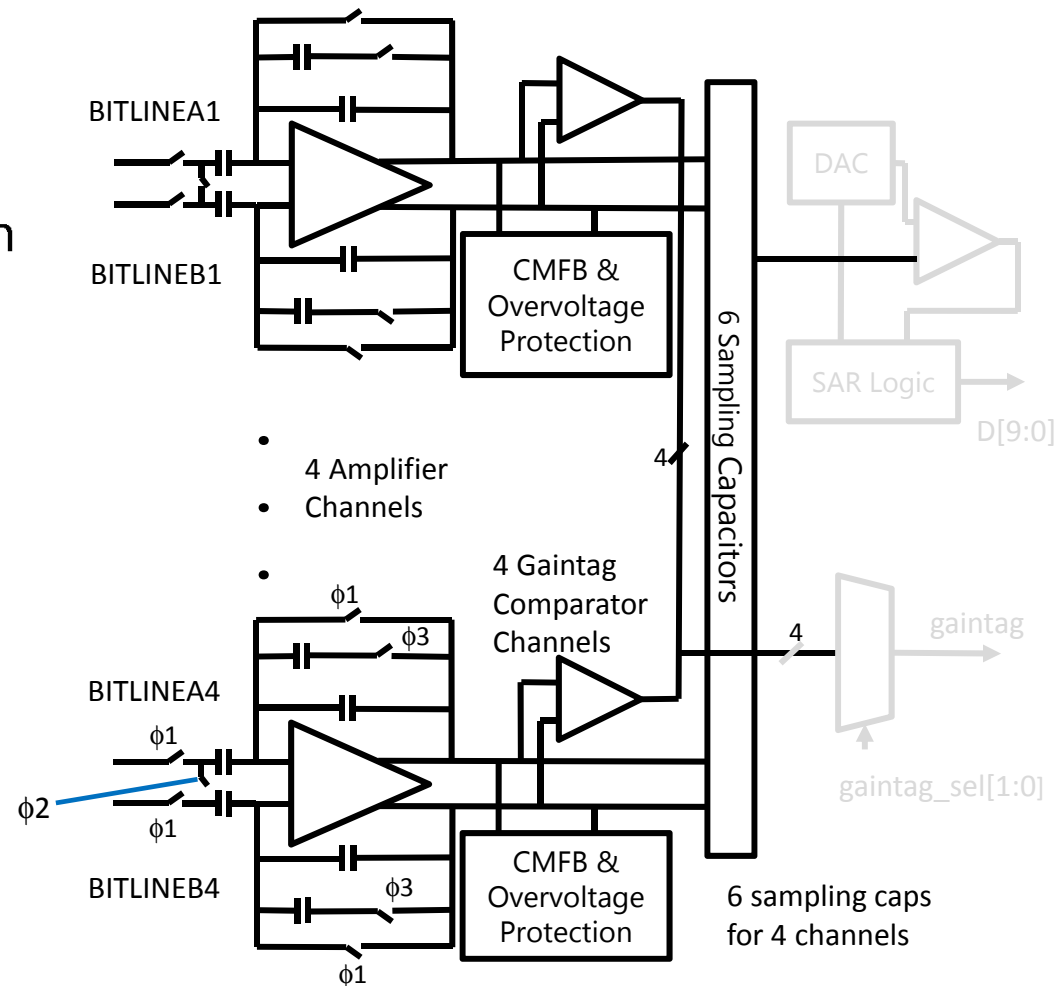 BITLINEA1
BITLINEB1
n
CMFB &
Overvoltage
Protection
6 Sampling Capacitors
DAC
SAR Logic
D[9:0]
4
4 Amplifier
Channels
4 Gaintag
Comparator
Channels
ϕ1
ϕ3
BITLINEA4
ϕ1
ϕ2
ϕ1
BITLINEB4
ϕ3
ϕ1
CMFB &
Overvoltage
Protection
4
gaintag
gaintag_sel[1:0]
6 sampling caps
for 4 channels